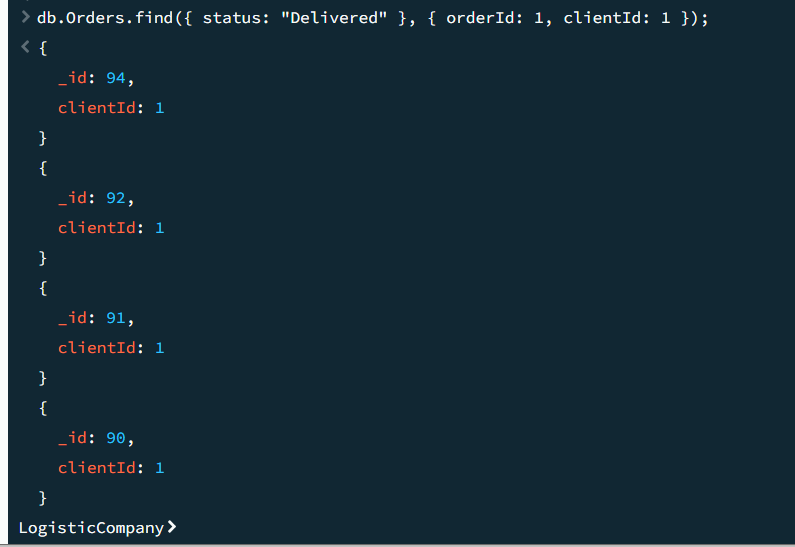 > db.Orders.find({ status: "Delivered" }, { orderId: 1, clientId: 1 });
< {
_id: 94,
clientId: 1
}
{
_id: 92,
clientId: 1
}
{
_id: 91,
clientId: 1
}
{
_id: 90,
clientId: 1
}
LogisticCompany>